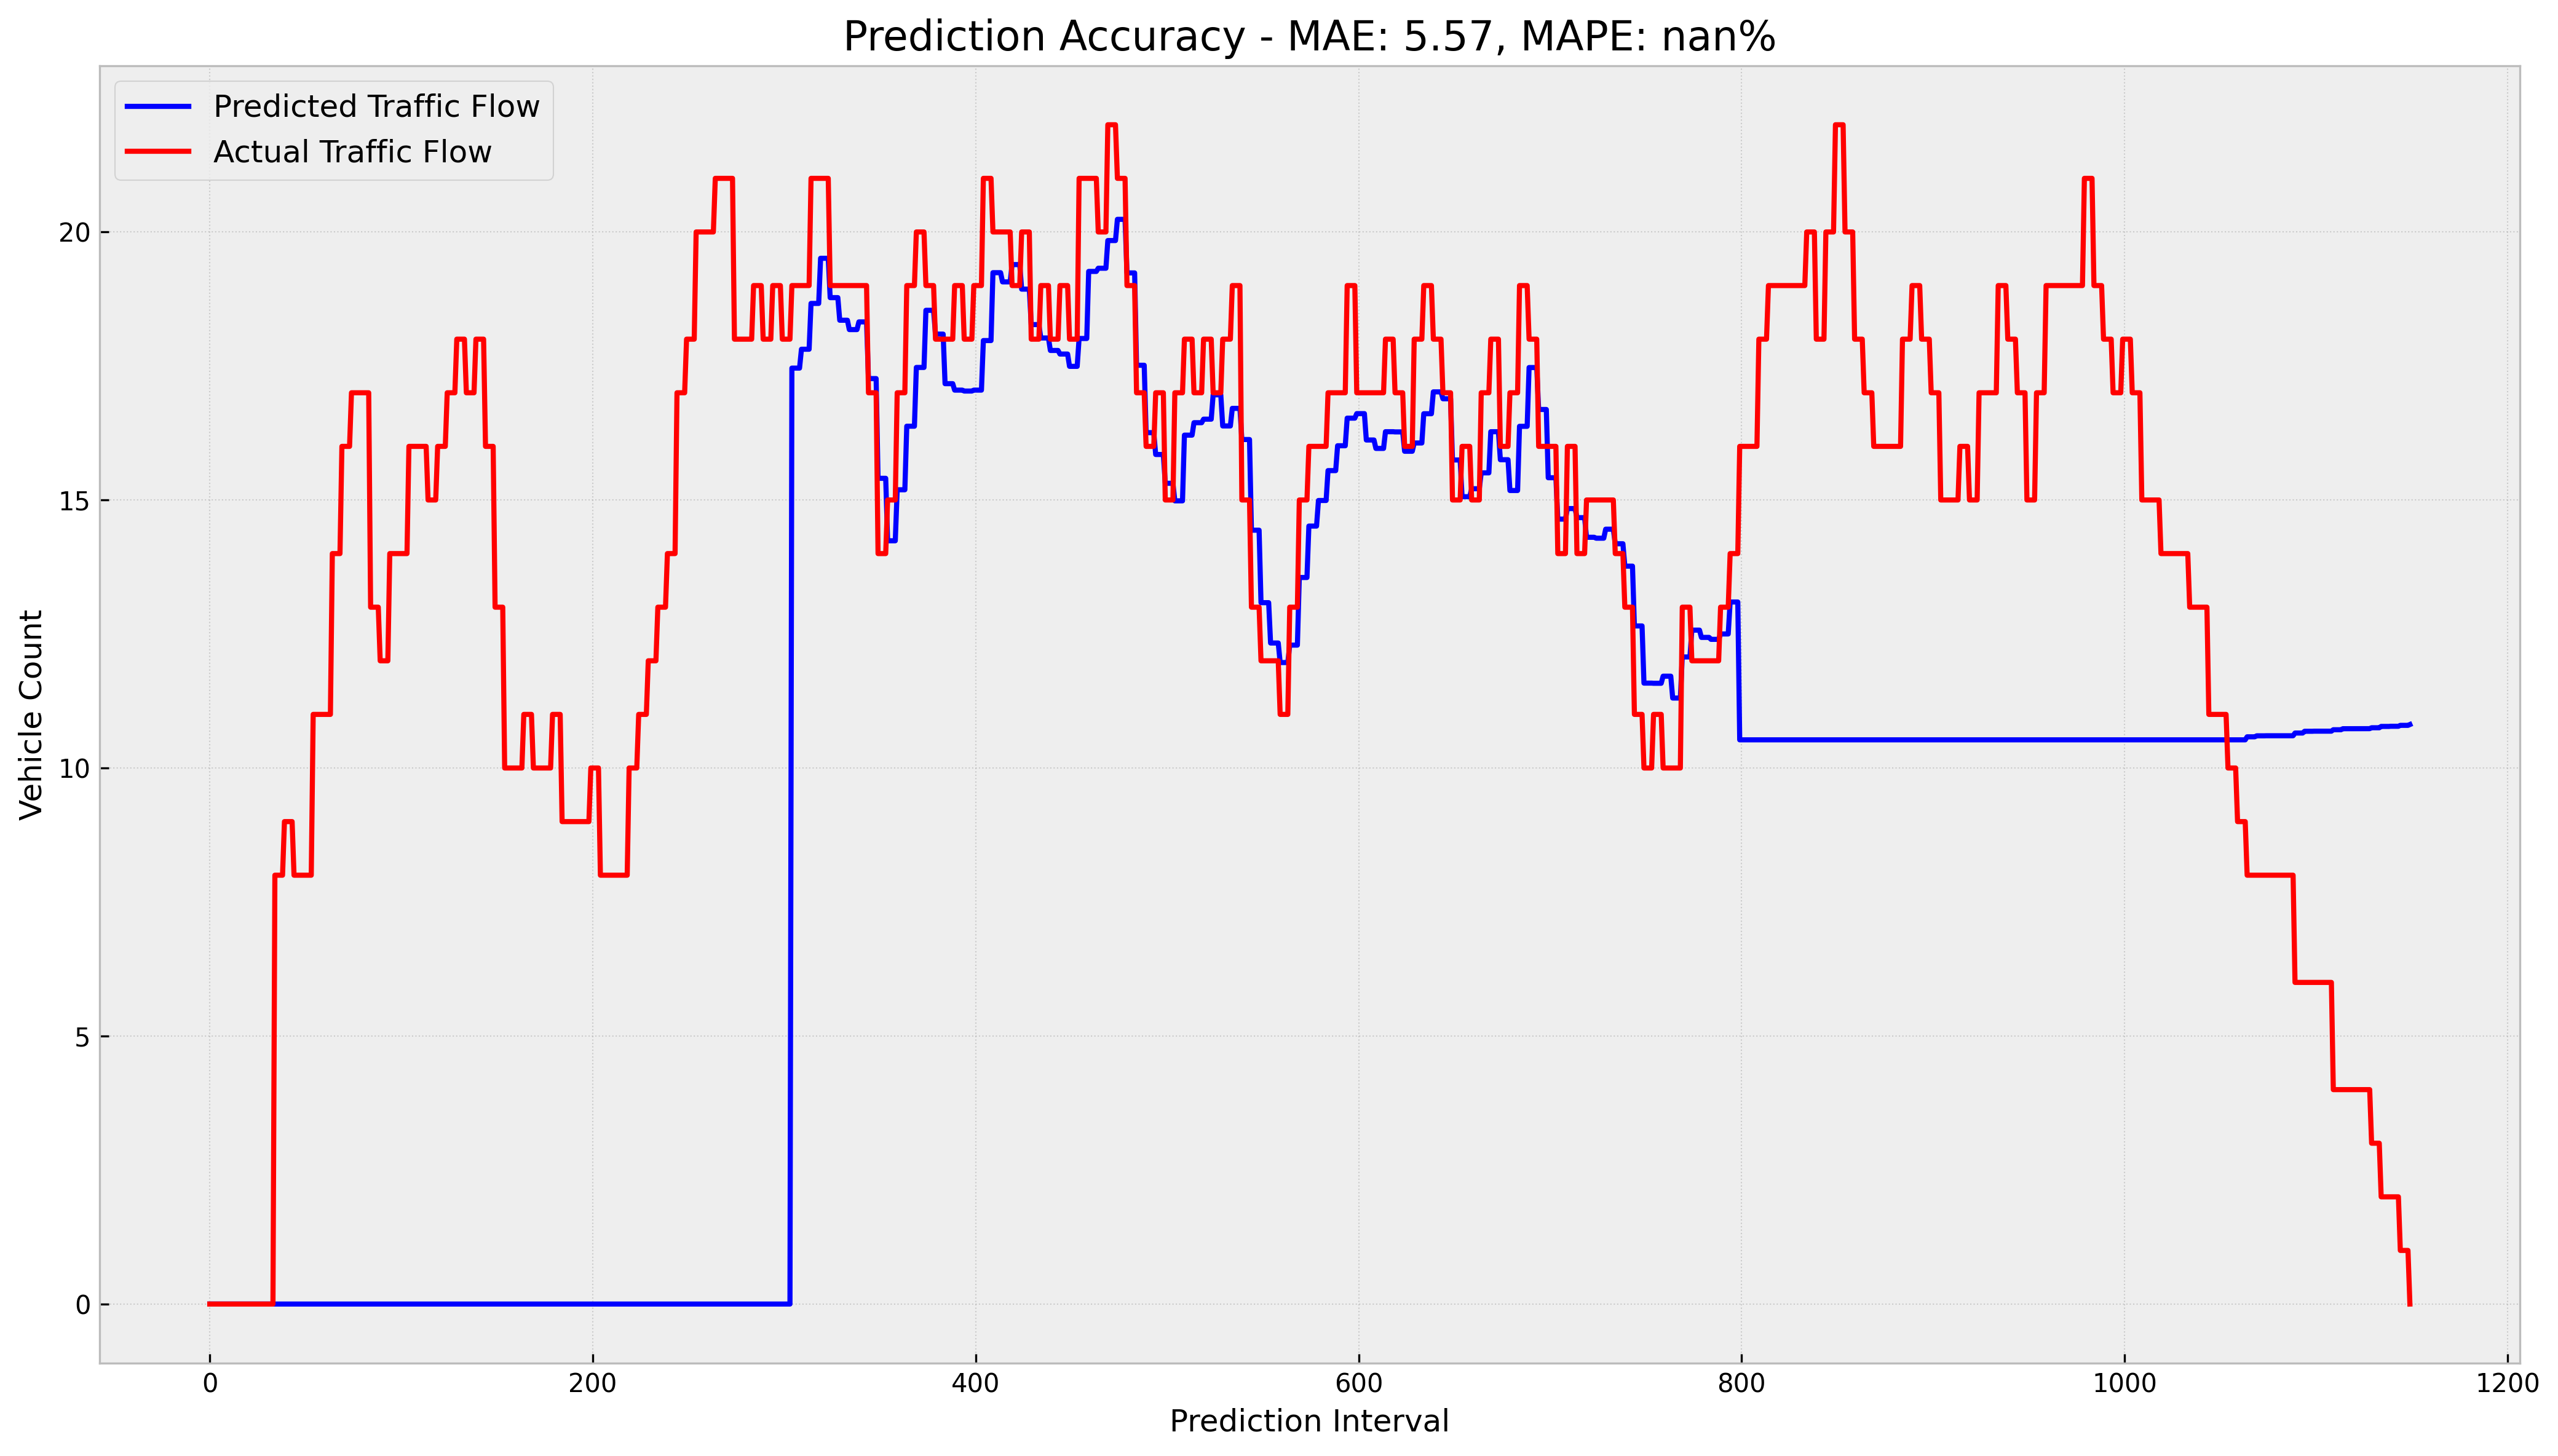 Prediction Accuracy - MAE: 5.57, MAPE: nan%
Predicted Traffic Flow
Actual Traffic Flow
Vehicle Count
20
15
10
5
0
0 200 400 600 800 1000 1200
Prediction Interval